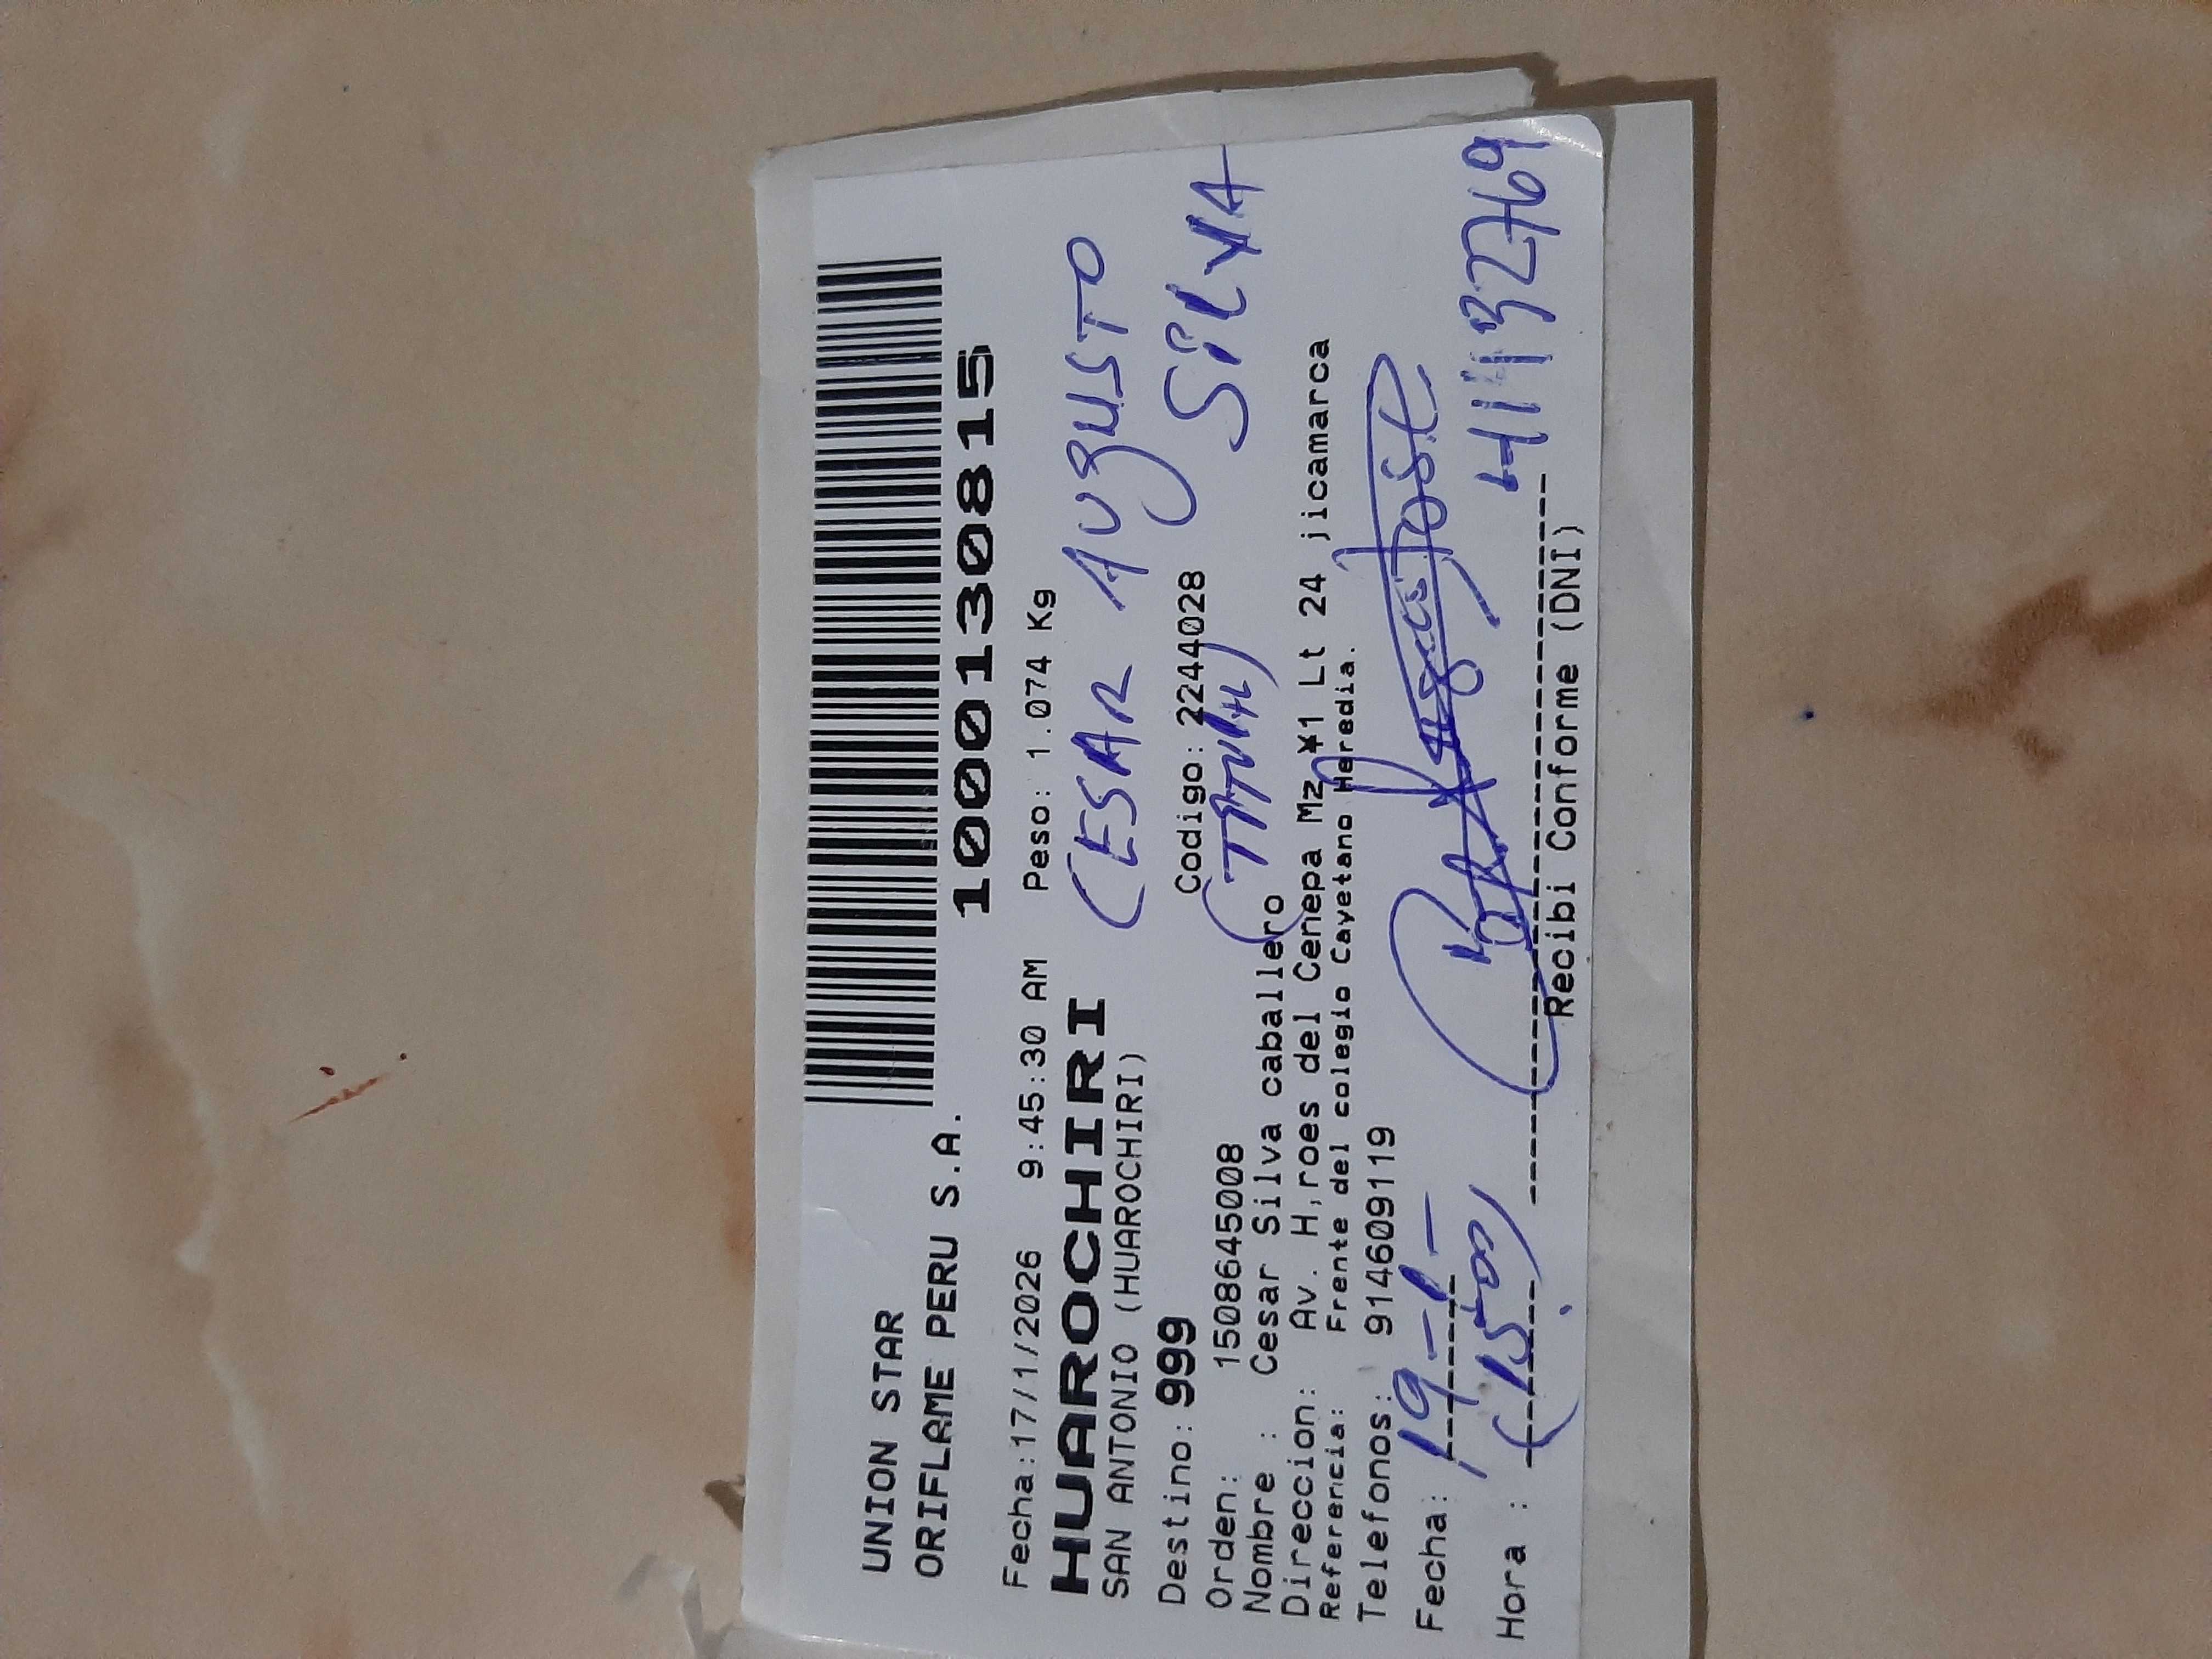 UNION STAR
ORIFLAME PERU S.A.
1000130815
Fecha:17/1/2026 9:45:30 AM Peso: 1.074 Kg
HUAROCHIRI
SAN ANTONIO (HUAROCHIRI)
CESAR AUgUSTO
SilVA
Destino: 999
Codigo: 2244028
Orden: 1508645008
(TITULAR)
Nombre : Cesar Silva caballero
Direccion: Av. H,roes del Cenepa Mz ¥1 Lt 24 jicamarca
Referencia: Frente del colegio Cayetano Heredia.
Telefonos: 914609119
Fecha: 19-1-
Hora :
41132769
Recibi Conforme (DNI)